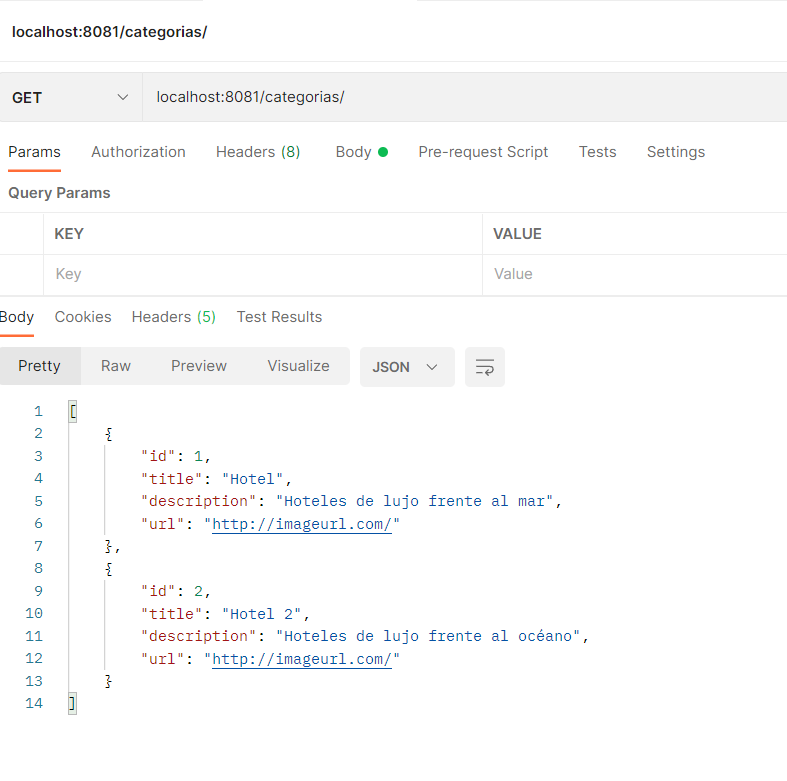 localhost:8081/categorias/
GET localhost:8081/categorias/
Params Authorization Headers (8) Body Pre-request Script Tests Settings
Query Params
KEY VALUE
Key Value
Body Cookies Headers (5) Test Results
Pretty Raw Preview Visualize JSON
1 [
2 {
3 "id": 1,
4 "title": "Hotel",
5 "description": "Hoteles de lujo frente al mar",
6 "url": "http://imageurl.com/"
7 },
8 {
9 "id": 2,
10 "title": "Hotel 2",
11 "description": "Hoteles de lujo frente al océano",
12 "url": "http://imageurl.com/"
13 }
14 ]